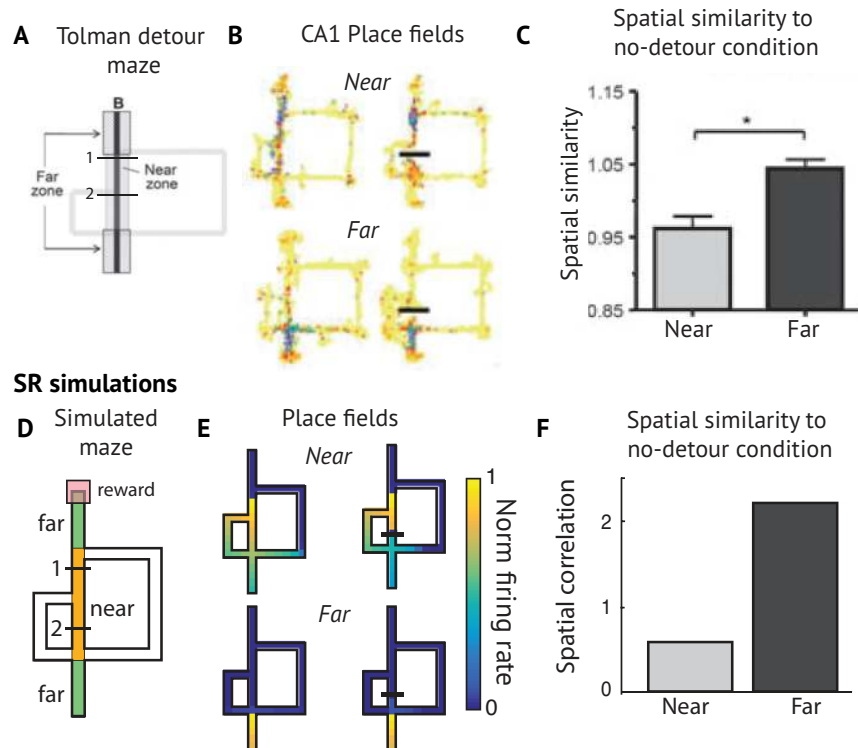 A
Tolman detour
maze
B
1
2
Near
zone
Far
zone
B
CA1 Place fields
Near
Far
C
Spatial similarity to
no-detour condition
Spatial similarity
1.15
1.05
0.95
0.85
*
Near
Far
SR simulations
D
Simulated
maze
reward
far
1
near
2
far
E
Place fields
Near
Far
1
Norm firing rate
0
F
Spatial similarity to
no-detour condition
Spatial correlation
2
1
0
Near
Far